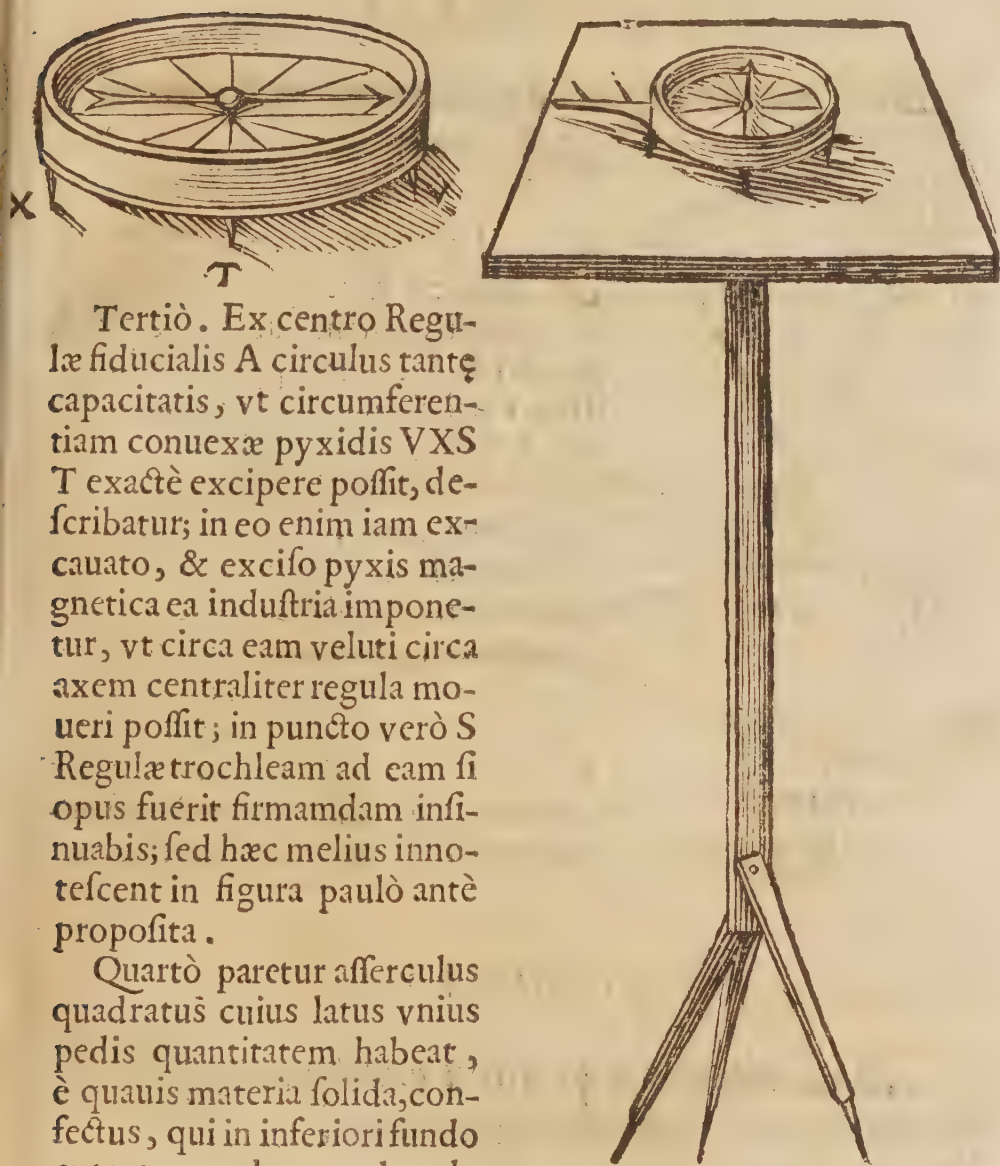 X
T
Tertiò. Ex centro Regu-
læ fiducialis A circulus tantę
capacitatis, vt circumferen-
tiam conuexæ pyxidis VXS
T exactè excipere poſſit, de-
ſcribatur; in eo enim iam ex-
cauato, & exciſo pyxis ma-
gnetica ea induſtria impone-
tur, vt circa eam veluti circa
axem centraliter regula mo-
ueri poſſit; in puncto verò S
Regulæ trochleam ad eam ſi
opus fuerit firmamdam inſi-
nuabis; ſed hæc melius inno-
teſcent in figura paulò antè
propoſita.
Quartò paretur aſſerculus
quadratus cuius latus vnius
pedis quantitatem habeat,
è quauis materia ſolida, con-
fectus, qui in inferiori fundo